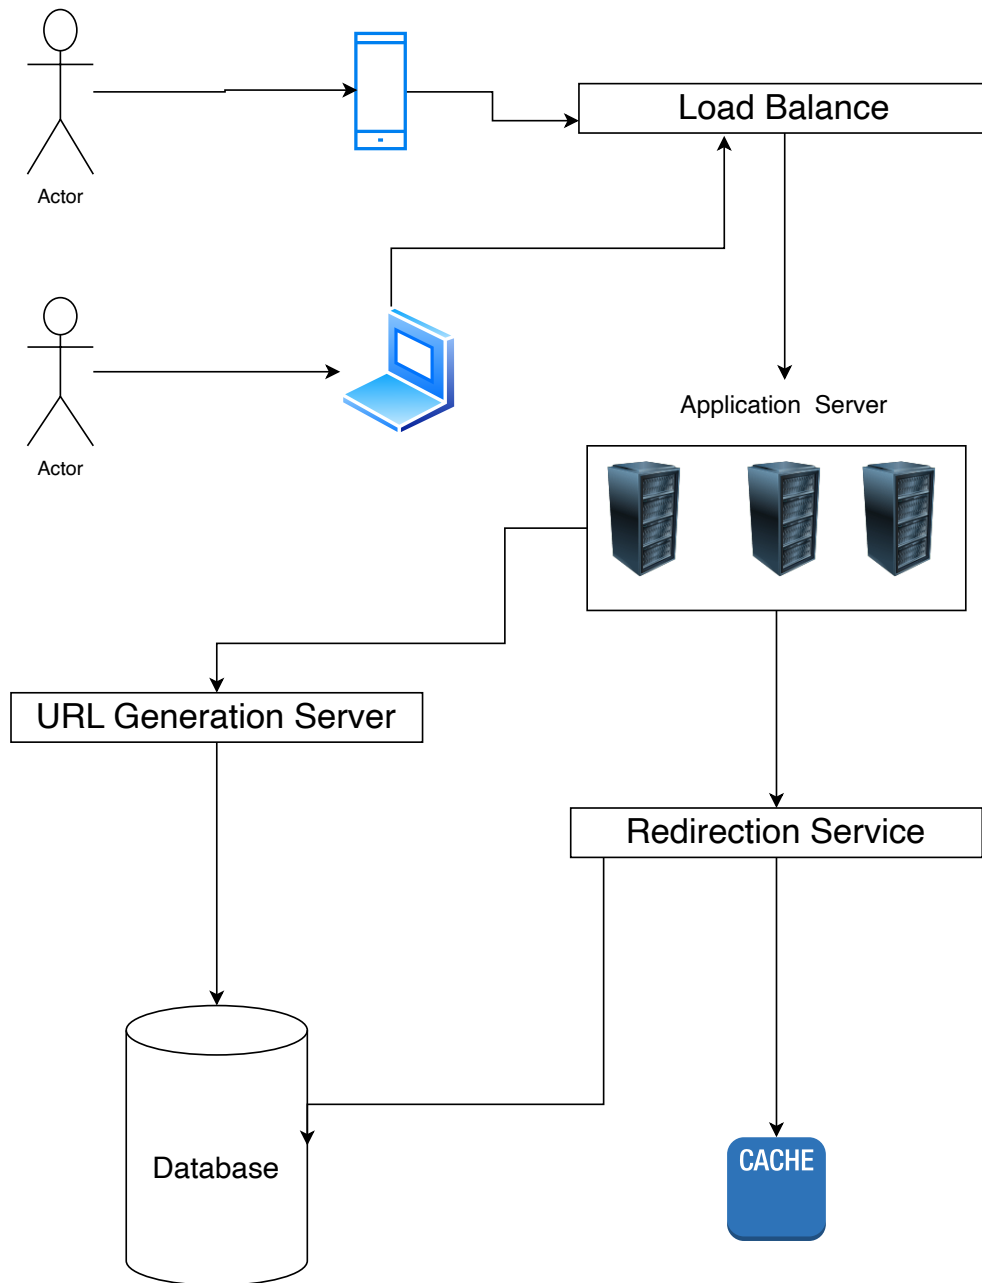 Load Balance
Actor
Application Server
Actor
URL Generation Server
Redirection Service
Database
CACHE